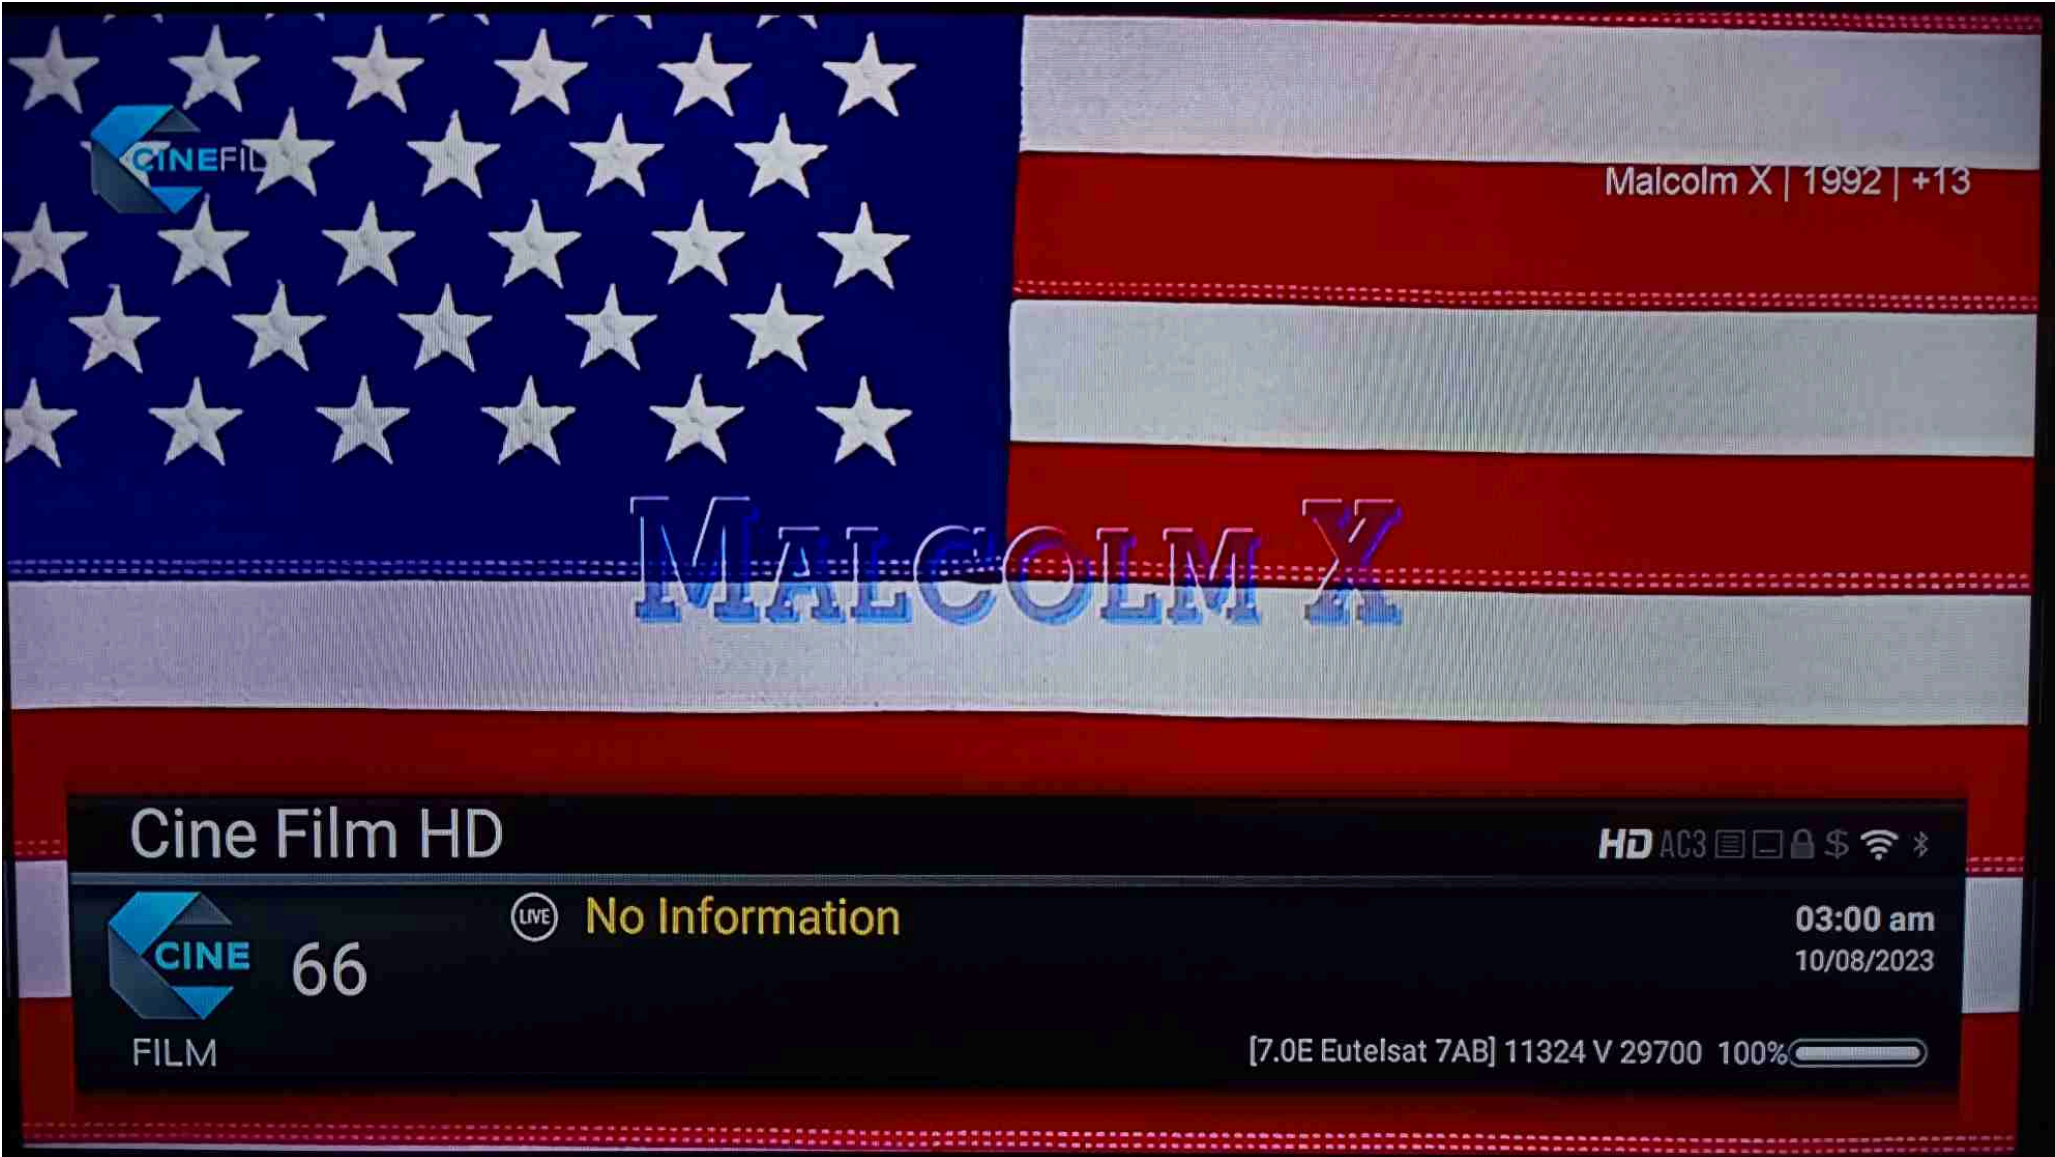 CINEFIL
Malcolm X | 1992 | +13
MALCOLM X
Cine Film HD
HD AC3 $
LIVE No Information
03:00 am
10/08/2023
CINE
66
FILM
[7.0E Eutelsat 7AB] 11324 V 29700 100%